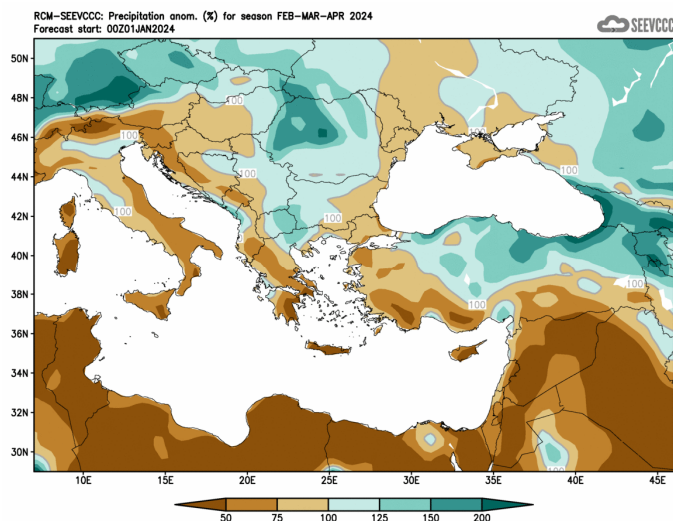 RCM-SEEVCCC: Precipitation anom. (%) for season FEB-MAR-APR 2024
Forecast start: 00Z01JAN2024
SEEVCCC
50N
48N
46N
44N
42N
40N
38N
36N
34N
32N
30N
100
100
100
100
100
100
100
100
100
10E
15E
20E
25E
30E
35E
40E
45E
50
75
100
125
150
200